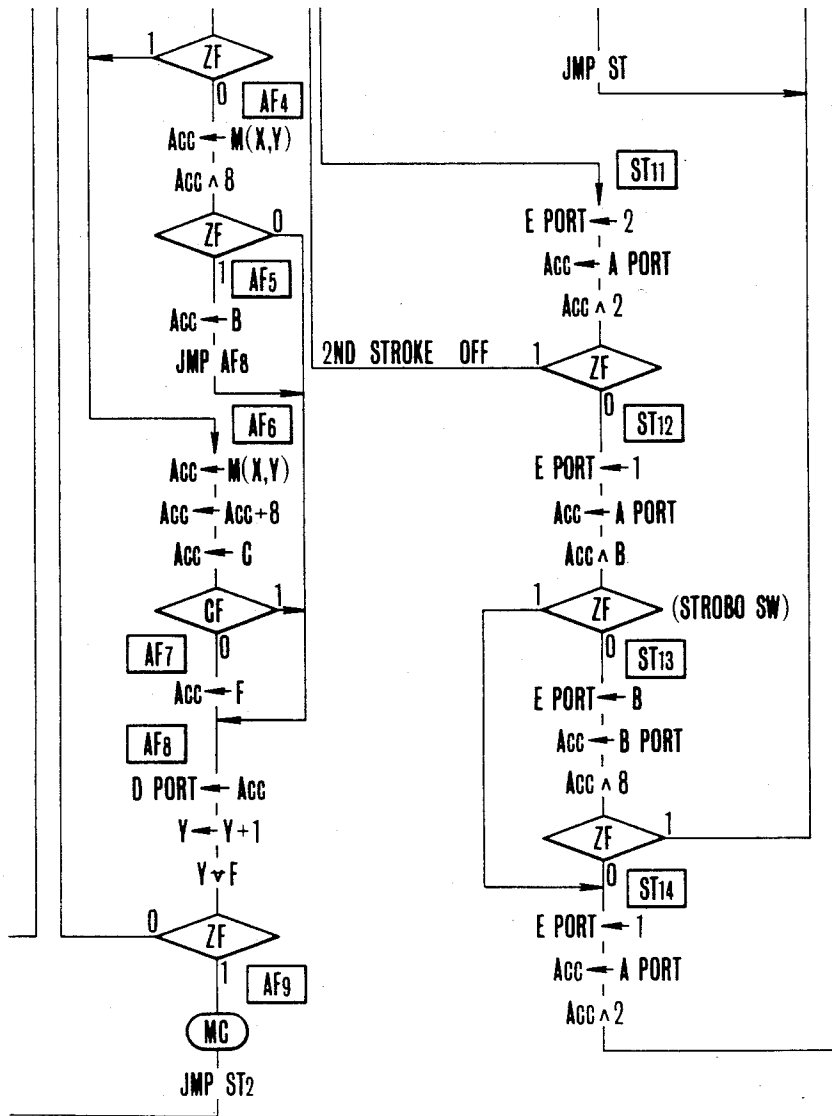 1
ZF
0
AF4
Acc ← M(X,Y)
Acc ∧ 8
ZF
0
1
AF5
Acc ← B
JMP AF8
AF6
Acc ← M(X,Y)
Acc ← Acc+8
Acc ← C
CF
1
0
AF7
Acc ← F
AF8
D PORT ← Acc
Y ← Y+1
Y ∀ F
0
ZF
1
AF9
MC
JMP ST2
JMP ST
ST11
E PORT ← 2
Acc ← A PORT
Acc ∧ 2
2ND STROKE OFF
1
ZF
0
ST12
E PORT ← 1
Acc ← A PORT
Acc ∧ B
1
ZF
(STROBO SW)
0
ST13
E PORT ← B
Acc ← B PORT
Acc ∧ 8
ZF
1
0
ST14
E PORT ← 1
Acc ← A PORT
Acc ∧ 2